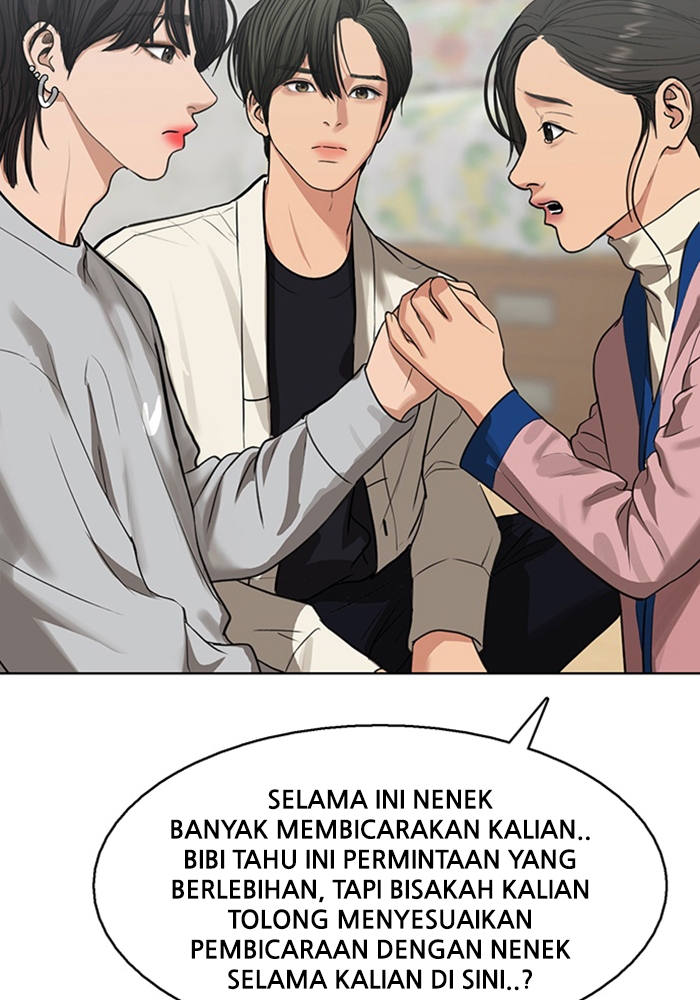 SELAMA INI NENEK
BANYAK MEMBICARAKAN KALIAN..
BIBI TAHU INI PERMINTAAN YANG
BERLEBIHAN, TAPI BISAKAH KALIAN
TOLONG MENYESUAIKAN
PEMBICARAAN DENGAN NENEK
SELAMA KALIAN DI SINI..?